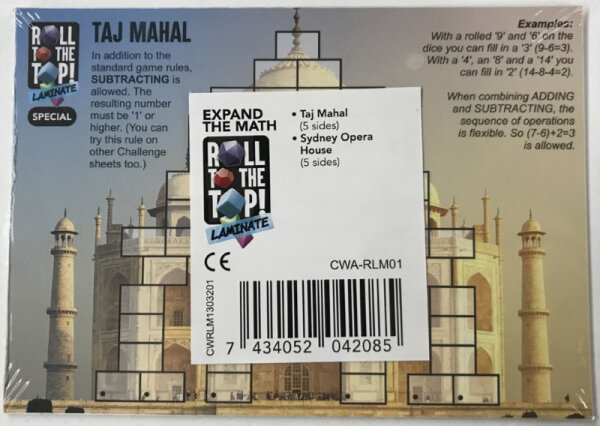 ROLL
TO THE
TOP!
LAMINATE
SPECIAL
TAJ MAHAL
In addition to the
standard game rules,
SUBTRACTING is
allowed. The
resulting number
must be '1' or
higher. (You can
try this rule on
other Challenge
sheets too.)
Examples:
With a rolled '9' and '6' on the
dice you can fill in a '3' (9-6=3).
With a '4', an '8' and a '14' you
can fill in '2' (14-8-4=2).
When combining ADDING
and SUBTRACTING, the
sequence of operations
is flexible. So (7-6)+2=3
is allowed.
EXPAND
THE MATH
ROLL
TO THE
TOP!
LAMINATE
• Taj Mahal
(5 sides)
• Sydney Opera
House
(5 sides)
CE
CWA-RLM01
CWRLM1303201
7 434052 042085